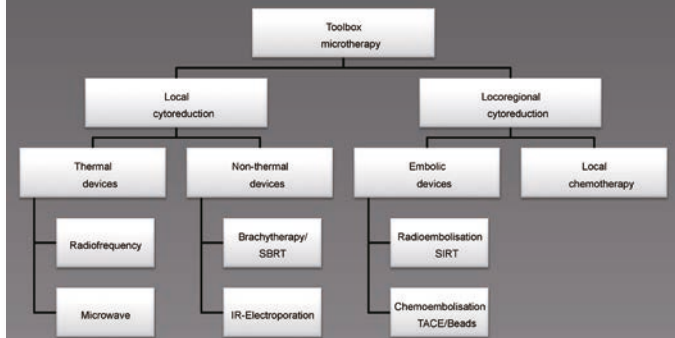 Toolbox
microtherapy
Local
cytoreduction
Locoregional
cytoreduction
Thermal
devices
Non-thermal
devices
Embolic
devices
Local
chemotherapy
Radiofrequency
Brachytherapy/
SBRT
Radioembolisation
SIRT
Microwave
IR-Electroporation
Chemoembolisation
TACE/Beads